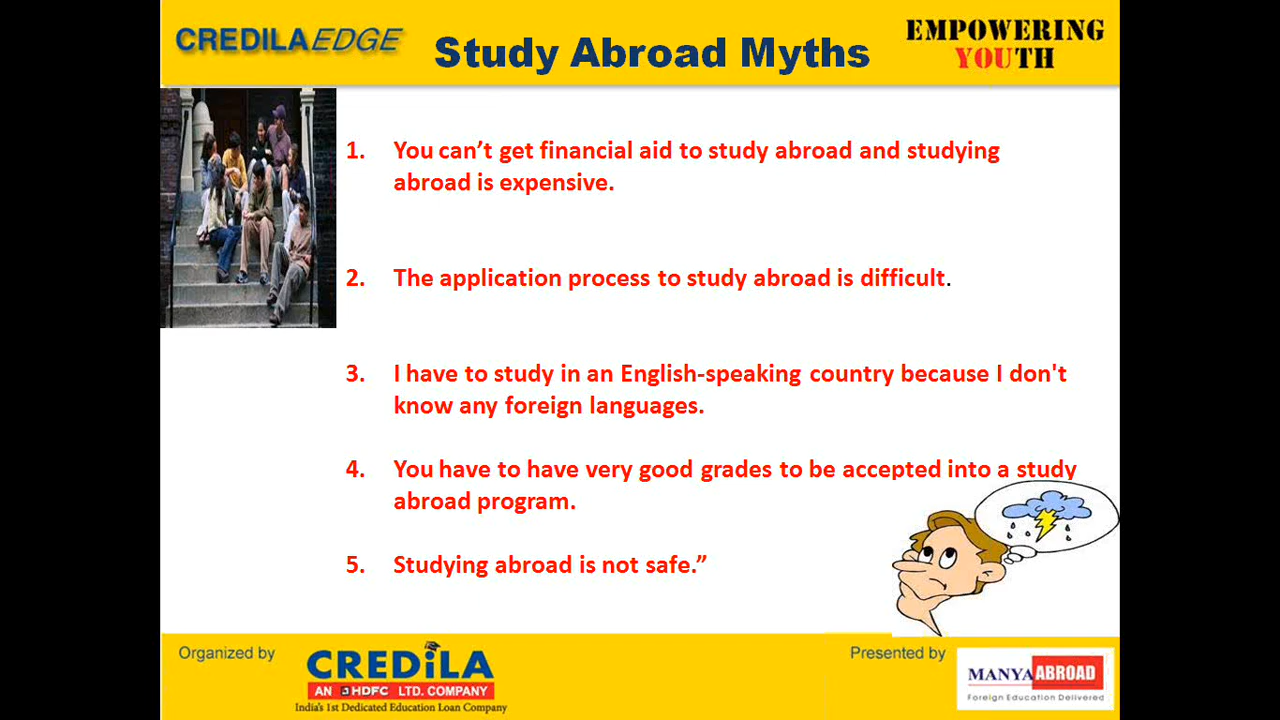 CREDILAEDGE
Study Abroad Myths
EMPOWERING
YOUTH
1. You can’t get financial aid to study abroad and studying
abroad is expensive.
2. The application process to study abroad is difficult.
3. I have to study in an English-speaking country because I don't
know any foreign languages.
4. You have to have very good grades to be accepted into a study
abroad program.
5. Studying abroad is not safe.”
Organized by
CREDiLA
AN HDFC LTD. COMPANY
India's 1st Dedicated Education Loan Company
Presented by
MANYA ABROAD
Foreign Education Delivered